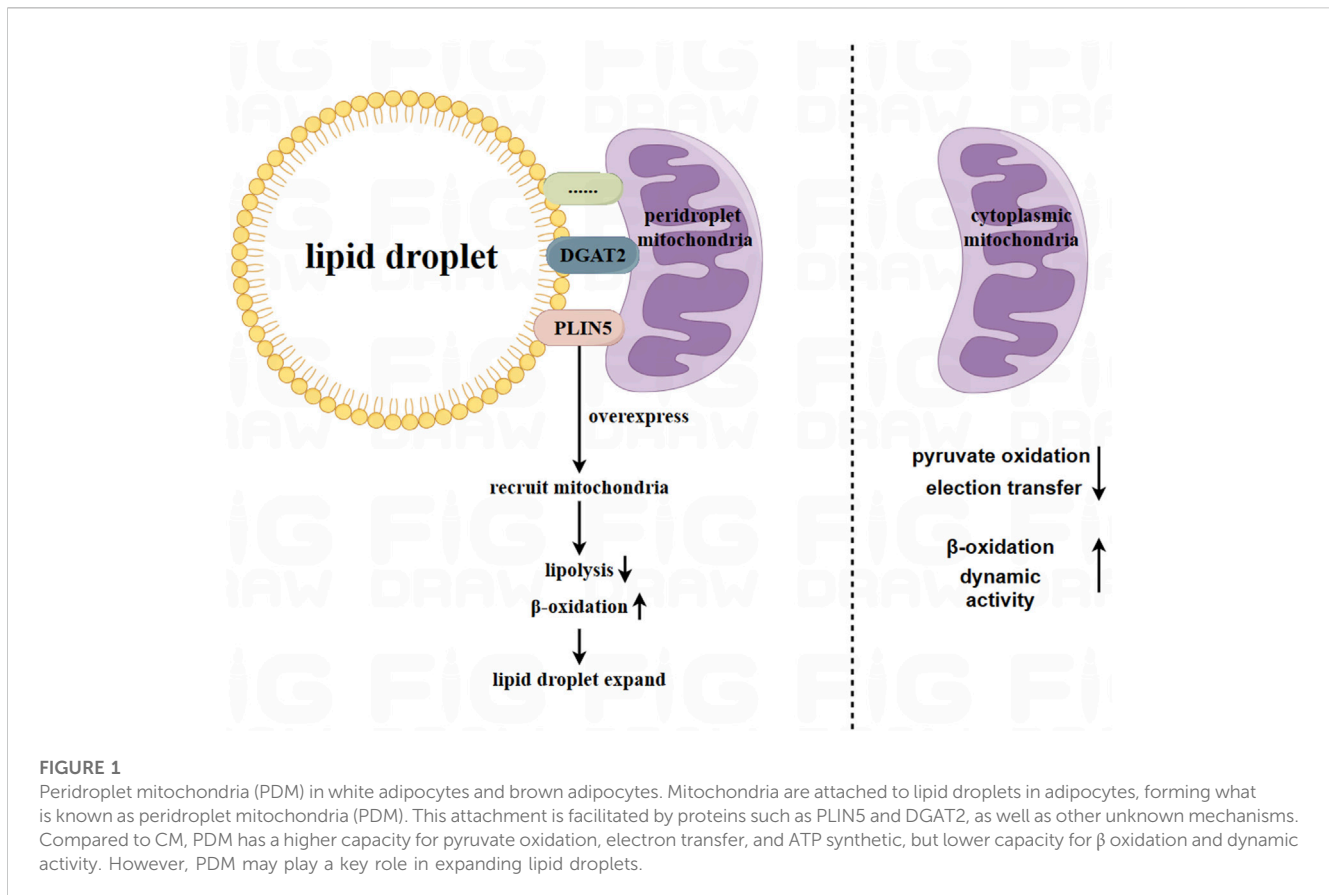 lipid droplet
......
DGAT2
PLIN5
peridroplet
mitochondria
overexpress
recruit mitochondria
lipolysis ↓
β-oxidation ↑
lipid droplet expand
cytoplasmic
mitochondria
pyruvate oxidation
election transfer ↓
β-oxidation ↑
dynamic
activity
FIG DRAW
FIGURE 1
Peridroplet mitochondria (PDM) in white adipocytes and brown adipocytes. Mitochondria are attached to lipid droplets in adipocytes, forming what
is known as peridroplet mitochondria (PDM). This attachment is facilitated by proteins such as PLIN5 and DGAT2, as well as other unknown mechanisms.
Compared to CM, PDM has a higher capacity for pyruvate oxidation, electron transfer, and ATP synthetic, but lower capacity for β oxidation and dynamic
activity. However, PDM may play a key role in expanding lipid droplets.